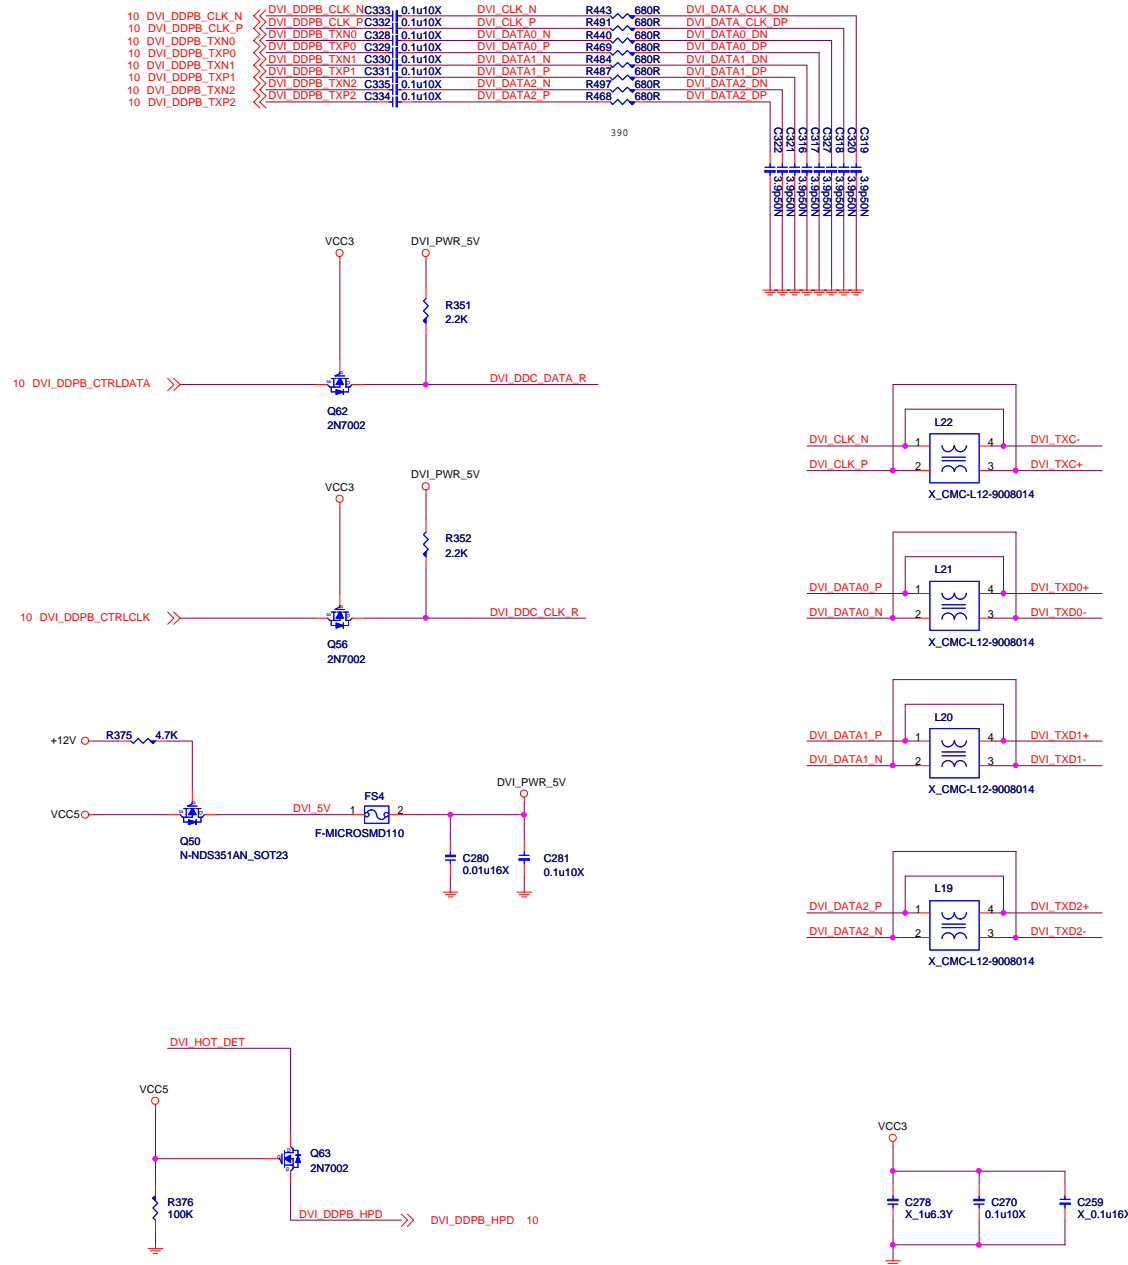 10 DVI_DDPB_CLK_N DVI_DDPB_CLK_N C333 0.1u10X DVI_CLK_N R443 680R DVI_DATA_CLK_DN
10 DVI_DDPB_CLK_P DVI_DDPB_CLK_P C332 0.1u10X DVI_CLK_P R491 680R DVI_DATA_CLK_DP
10 DVI_DDPB_TXN0 DVI_DDPB_TXN0 C328 0.1u10X DVI_DATA0_N R440 680R DVI_DATA0_DN
10 DVI_DDPB_TXP0 DVI_DDPB_TXP0 C329 0.1u10X DVI_DATA0_P R469 680R DVI_DATA0_DP
10 DVI_DDPB_TXN1 DVI_DDPB_TXN1 C330 0.1u10X DVI_DATA1_N R484 680R DVI_DATA1_DN
10 DVI_DDPB_TXP1 DVI_DDPB_TXP1 C331 0.1u10X DVI_DATA1_P R487 680R DVI_DATA1_DP
10 DVI_DDPB_TXN2 DVI_DDPB_TXN2 C335 0.1u10X DVI_DATA2_N R497 680R DVI_DATA2_DN
10 DVI_DDPB_TXP2 DVI_DDPB_TXP2 C334 0.1u10X DVI_DATA2_P R468 680R DVI_DATA2_DP
390
C322 C321 C316 C317 C327 C318 C320 C319
3.9p50N 3.9p50N 3.9p50N 3.9p50N 3.9p50N 3.9p50N 3.9p50N 3.9p50N
VCC3 DVI_PWR_5V
R351
2.2K
10 DVI_DDPB_CTRLDATA DVI_DDC_DATA_R
Q62
2N7002
VCC3 DVI_PWR_5V
R352
2.2K
10 DVI_DDPB_CTRLCLK DVI_DDC_CLK_R
Q56
2N7002
L22
DVI_CLK_N 1 4 DVI_TXC-
DVI_CLK_P 2 3 DVI_TXC+
X_CMC-L12-9008014
L21
DVI_DATA0_P 1 4 DVI_TXD0+
DVI_DATA0_N 2 3 DVI_TXD0-
X_CMC-L12-9008014
L20
DVI_DATA1_P 1 4 DVI_TXD1+
DVI_DATA1_N 2 3 DVI_TXD1-
X_CMC-L12-9008014
L19
DVI_DATA2_P 1 4 DVI_TXD2+
DVI_DATA2_N 2 3 DVI_TXD2-
X_CMC-L12-9008014
+12V R375 4.7K
VCC5 DVI_5V 1 FS4 2 DVI_PWR_5V
F-MICROSMD110
Q50
N-NDS351AN_SOT23
C280
0.01u16X
C281
0.1u10X
DVI_HOT_DET
VCC5
Q63
2N7002
R376
100K
DVI_DDPB_HPD DVI_DDPB_HPD 10
VCC3
C278
X_1u6.3Y
C270
0.1u10X
C259
X_0.1u16X